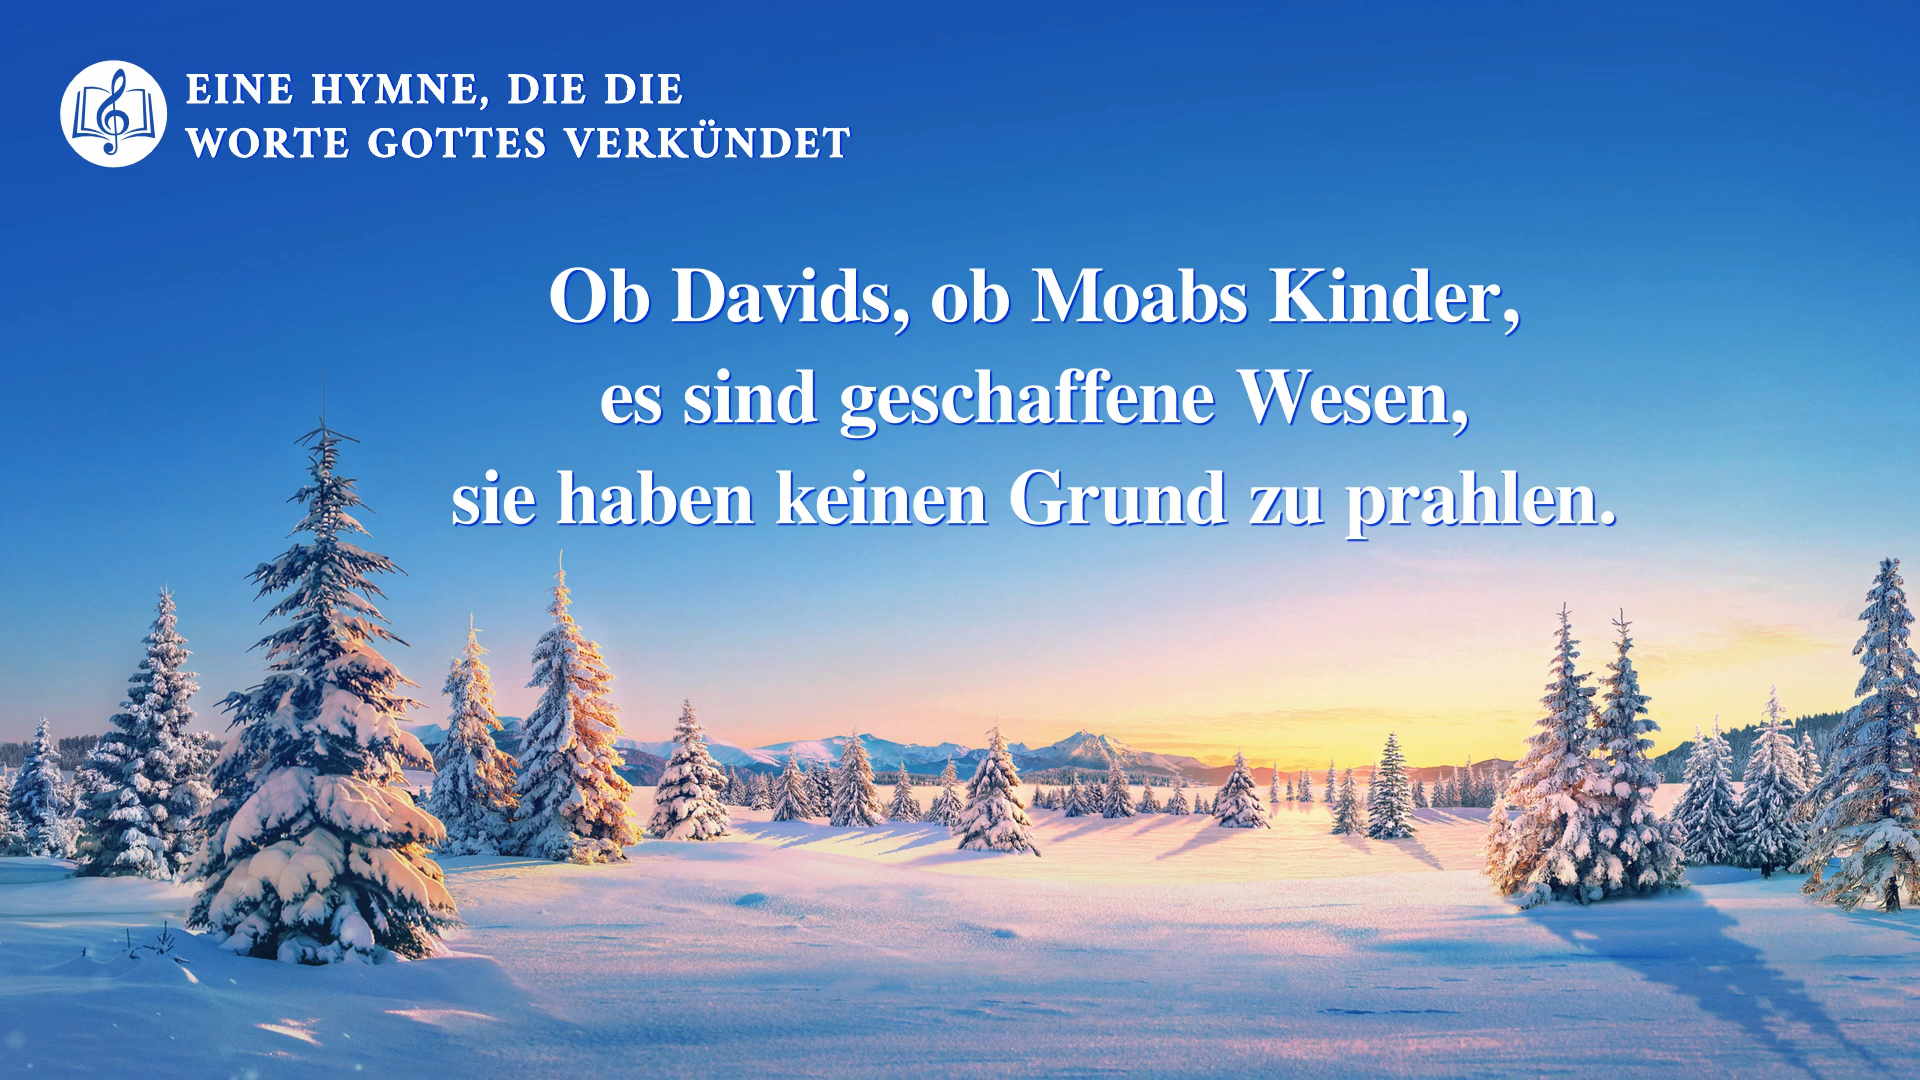 EINE HYMNE, DIE DIE
WORTE GOTTES VERKÜNDET
Ob Davids, ob Moabs Kinder,
es sind geschaffene Wesen,
sie haben keinen Grund zu prahlen.